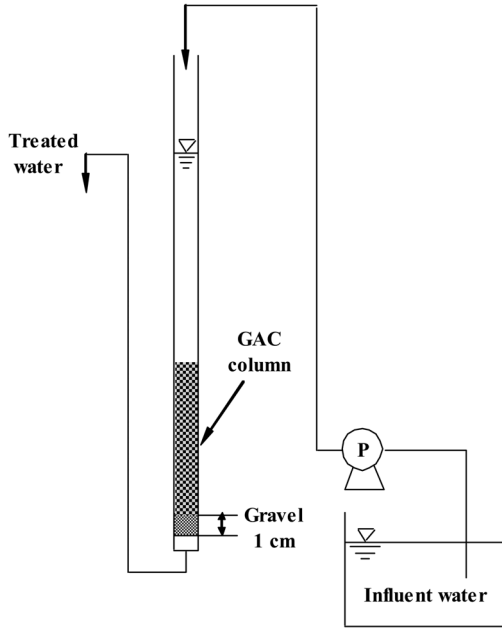 Treated
water
GAC
column
P
Gravel
1 cm
Influent water